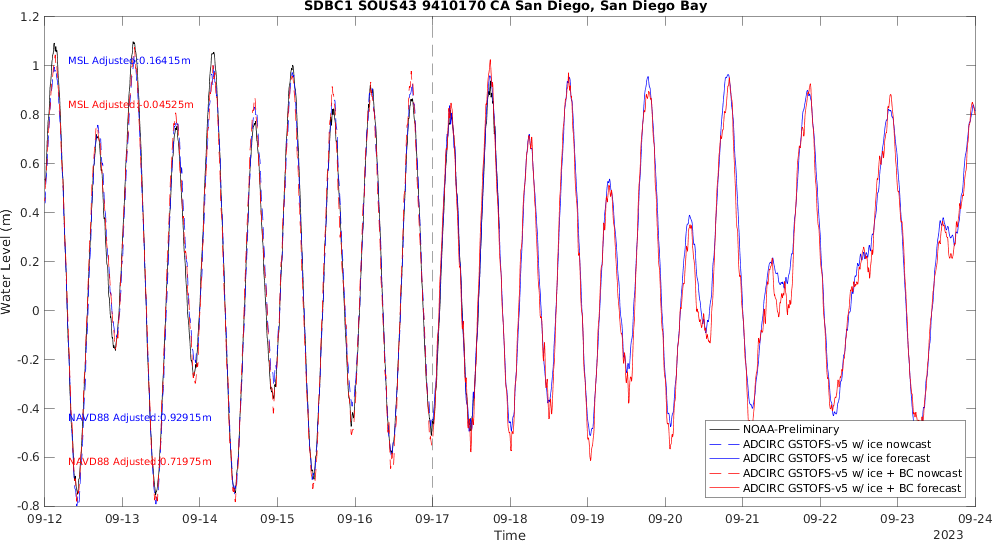 SDBC1 SOUS43 9410170 CA San Diego, San Diego Bay
1.2
1
0.8
0.6
0.4
0.2
0
-0.2
-0.4
-0.6
-0.8
Water Level (m)
MSL Adjusted:0.16415m
MSL Adjusted:-0.04525m
NAVD88 Adjusted:0.92915m
NAVD88 Adjusted:0.71975m
NOAA-Preliminary
ADCIRC GSTOFS-v5 w/ ice nowcast
ADCIRC GSTOFS-v5 w/ ice forecast
ADCIRC GSTOFS-v5 w/ ice + BC nowcast
ADCIRC GSTOFS-v5 w/ ice + BC forecast
09-12 09-13 09-14 09-15 09-16 09-17 09-18 09-19 09-20 09-21 09-22 09-23 09-24
Time
2023